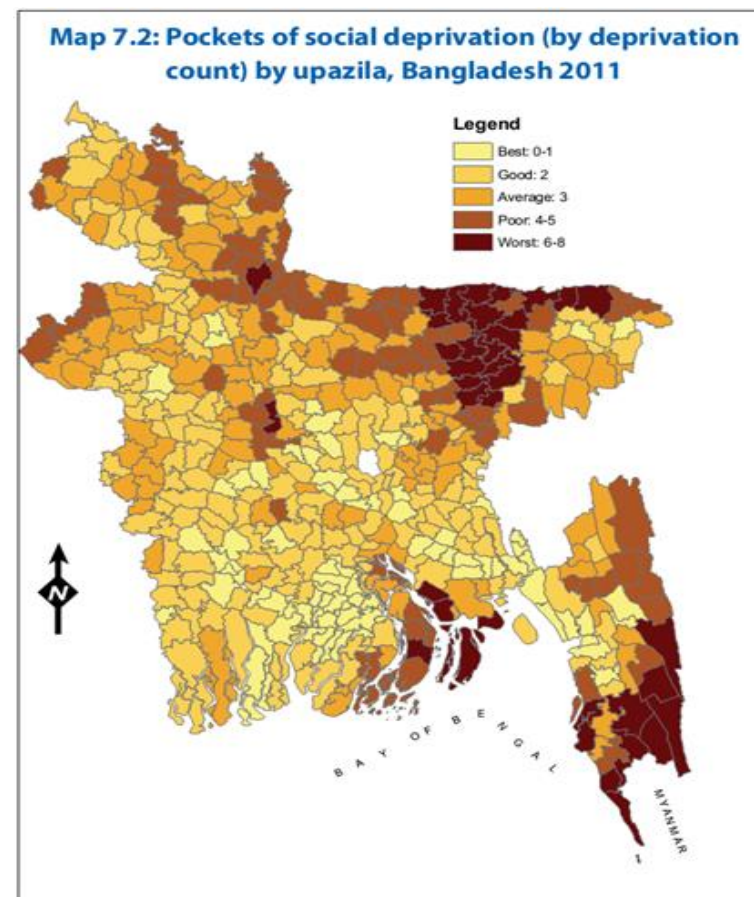 Map 7.2: Pockets of social deprivation (by deprivation
count) by upazila, Bangladesh 2011
Legend
Best: 0-1
Good: 2
Average: 3
Poor: 4-5
Worst: 6-8
N
BAY OF BENGAL
MYANMAR